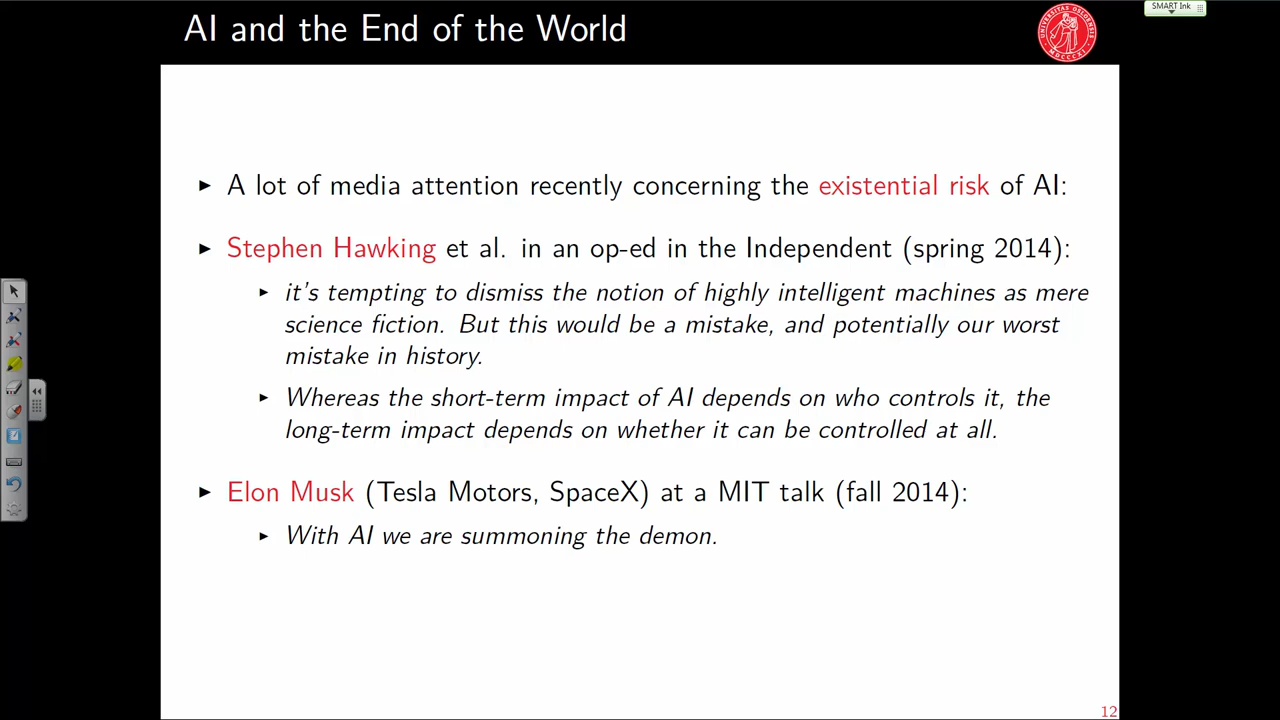 AI and the End of the World
UNIVERSITAS OSLOENSIS
MDCCCXI
SMART Ink
► A lot of media attention recently concerning the existential risk of AI:
► Stephen Hawking et al. in an op-ed in the Independent (spring 2014):
► it's tempting to dismiss the notion of highly intelligent machines as mere
science fiction. But this would be a mistake, and potentially our worst
mistake in history.
► Whereas the short-term impact of AI depends on who controls it, the
long-term impact depends on whether it can be controlled at all.
► Elon Musk (Tesla Motors, SpaceX) at a MIT talk (fall 2014):
► With AI we are summoning the demon.
12